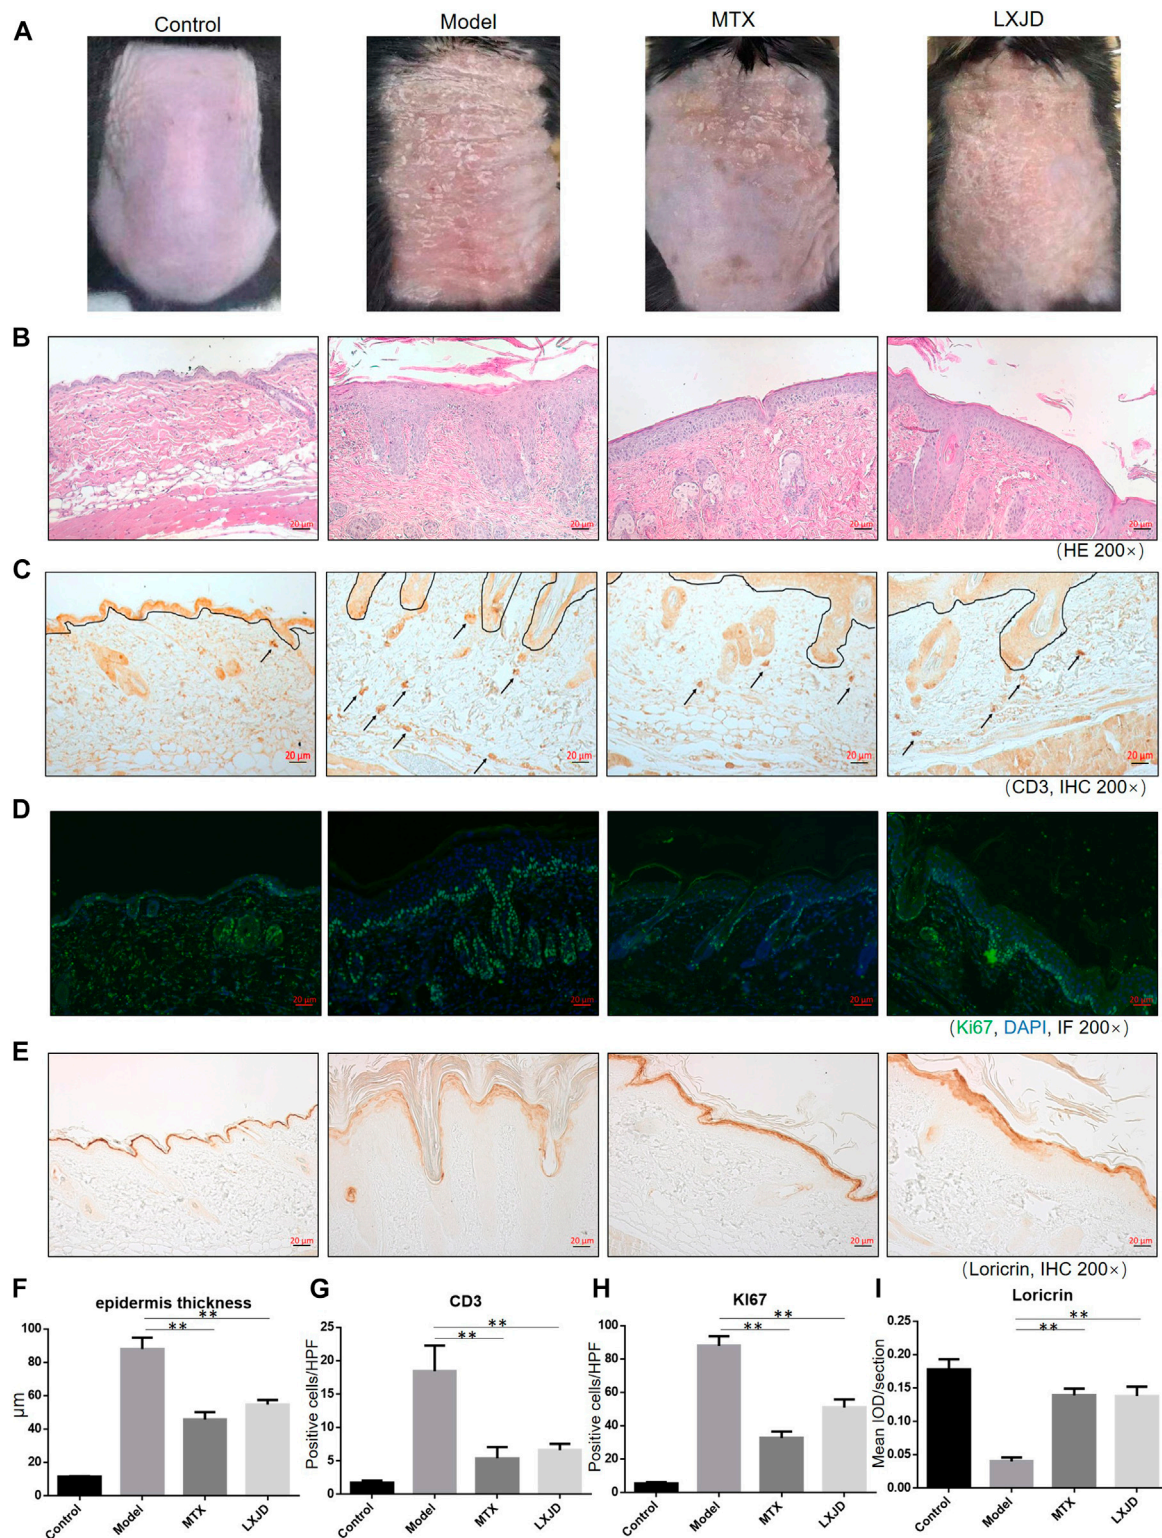 A Control Model MTX LXJD
B
20 µm 20 µm 20 µm 20 µm
(HE 200×)
C
20 µm 20 µm 20 µm 20 µm
(CD3, IHC 200×)
D
20 µm 20 µm 20 µm 20 µm
(Ki67, DAPI, IF 200×)
E
20 µm 20 µm 20 µm 20 µm
(Loricrin, IHC 200×)
F
epidermis thickness
**
**
100
80
60
40
20
0
µm
Control Model MTX LXJD
G
CD3
**
**
25
20
15
10
5
0
Positive cells/HPF
Control Model MTX LXJD
H
KI67
**
**
100
80
60
40
20
0
Positive cells/HPF
Control Model MTX LXJD
I
Loricrin
**
**
0.25
0.20
0.15
0.10
0.05
0.00
Mean IOD/section
Control Model MTX LXJD